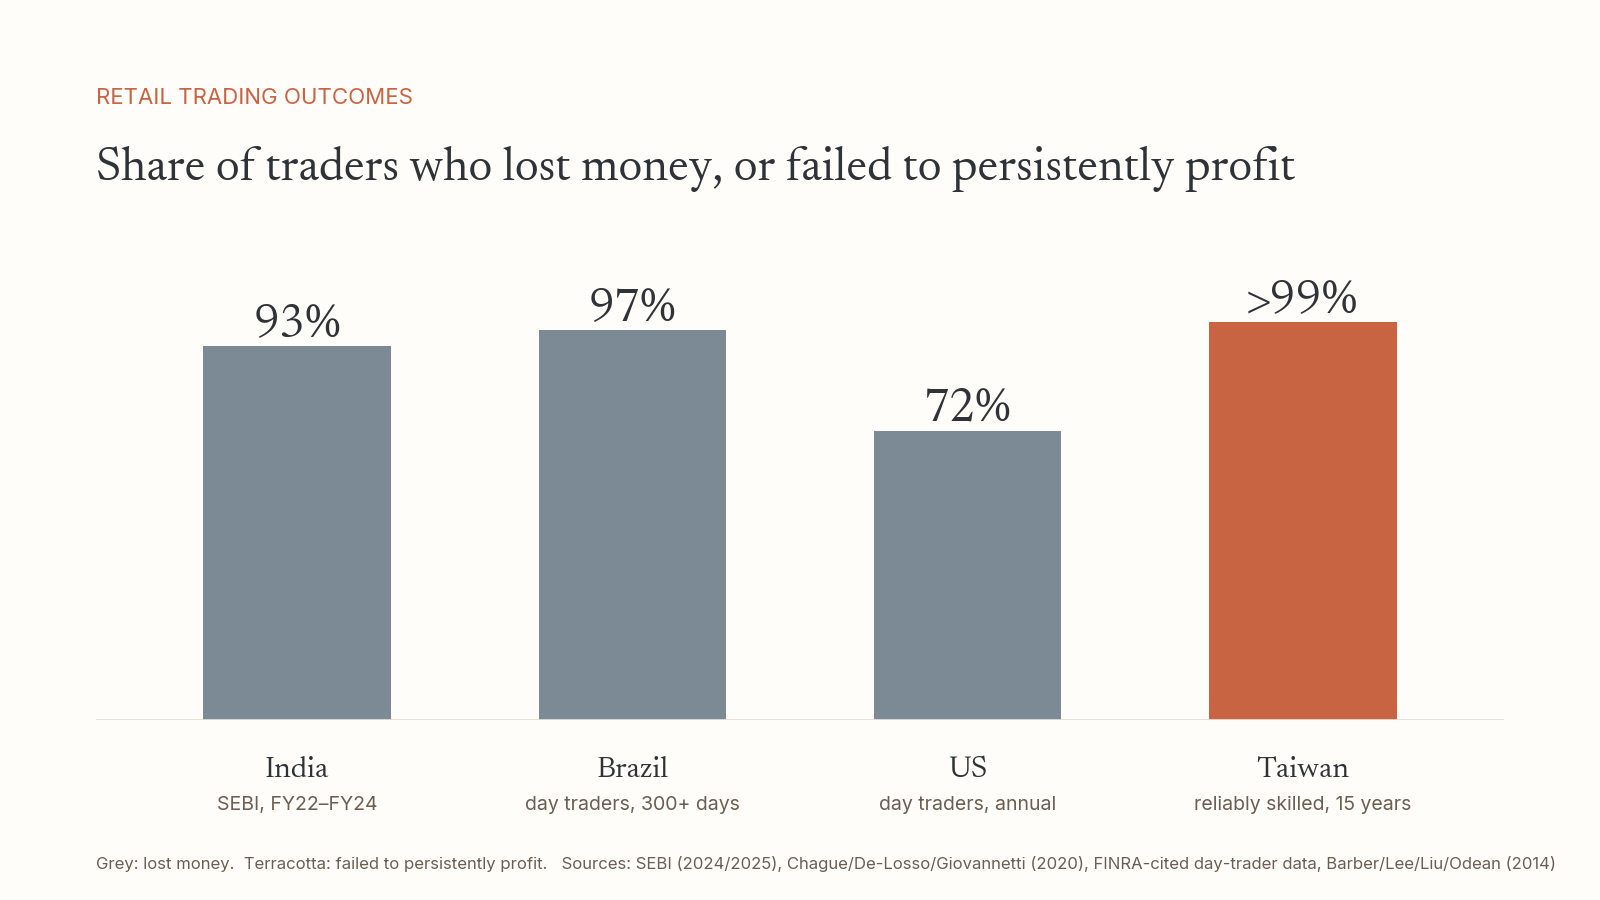 RETAIL TRADING OUTCOMES
Share of traders who lost money, or failed to persistently profit
93%
97%
72%
>99%
India
SEBI, FY22–FY24
Brazil
day traders, 300+ days
US
day traders, annual
Taiwan
reliably skilled, 15 years
Grey: lost money.  Terracotta: failed to persistently profit.   Sources: SEBI (2024/2025), Chague/De-Losso/Giovannetti (2020), FINRA-cited day-trader data, Barber/Lee/Liu/Odean (2014)